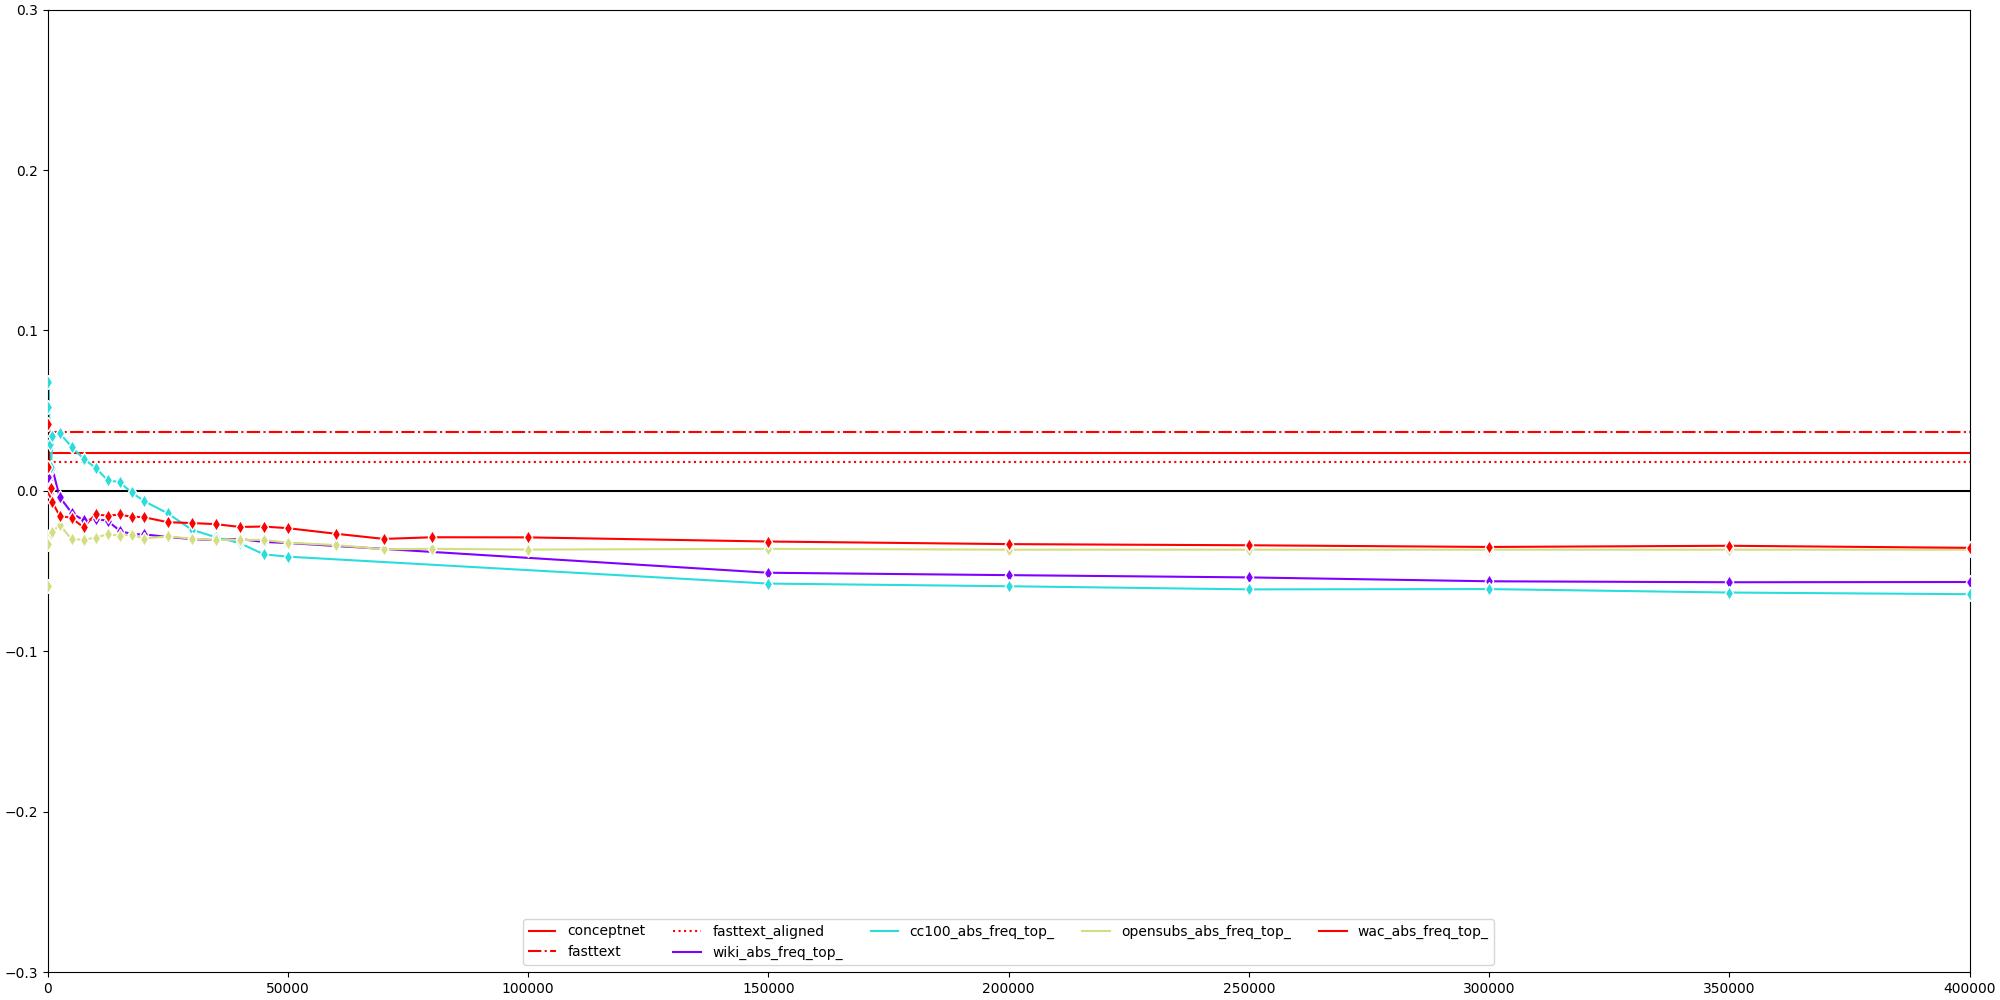 0.3
0.2
0.1
0.0
−0.1
−0.2
−0.3
conceptnet
fasttext
fasttext_aligned
wiki_abs_freq_top_
cc100_abs_freq_top_
opensubs_abs_freq_top_
wac_abs_freq_top_
0 50000 100000 150000 200000 250000 300000 350000 400000